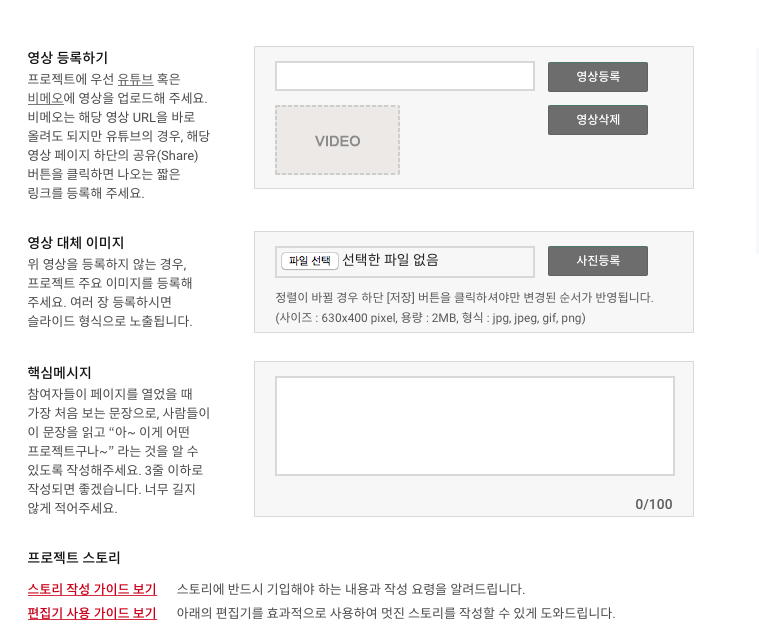 영상 등록하기
프로젝트에 우선 유튜브 혹은
비메오에 영상을 업로드해 주세요.
비메오는 해당 영상 URL을 바로
올려도 되지만 유튜브의 경우, 해당
영상 페이지 하단의 공유(Share)
버튼을 클릭하면 나오는 짧은
링크를 등록해 주세요.
영상등록
VIDEO
영상삭제
영상 대체 이미지
위 영상을 등록하지 않는 경우,
프로젝트 주요 이미지를 등록해
주세요. 여러 장 등록하시면
슬라이드 형식으로 노출됩니다.
파일 선택 선택한 파일 없음
사진등록
정렬이 바뀔 경우 하단 [저장] 버튼을 클릭하셔야만 변경된 순서가 반영됩니다.
(사이즈 : 630x400 pixel, 용량 : 2MB, 형식 : jpg, jpeg, gif, png)
핵심메시지
참여자들이 페이지를 열었을 때
가장 처음 보는 문장으로, 사람들이
이 문장을 읽고 “아~ 이게 어떤
프로젝트구나~” 라는 것을 알 수
있도록 작성해주세요. 3줄 이하로
작성되면 좋겠습니다. 너무 길지
않게 적어주세요.
0/100
프로젝트 스토리
스토리 작성 가이드 보기 스토리에 반드시 기입해야 하는 내용과 작성 요령을 알려드립니다.
편집기 사용 가이드 보기 아래의 편집기를 효과적으로 사용하여 멋진 스토리를 작성할 수 있게 도와드립니다.